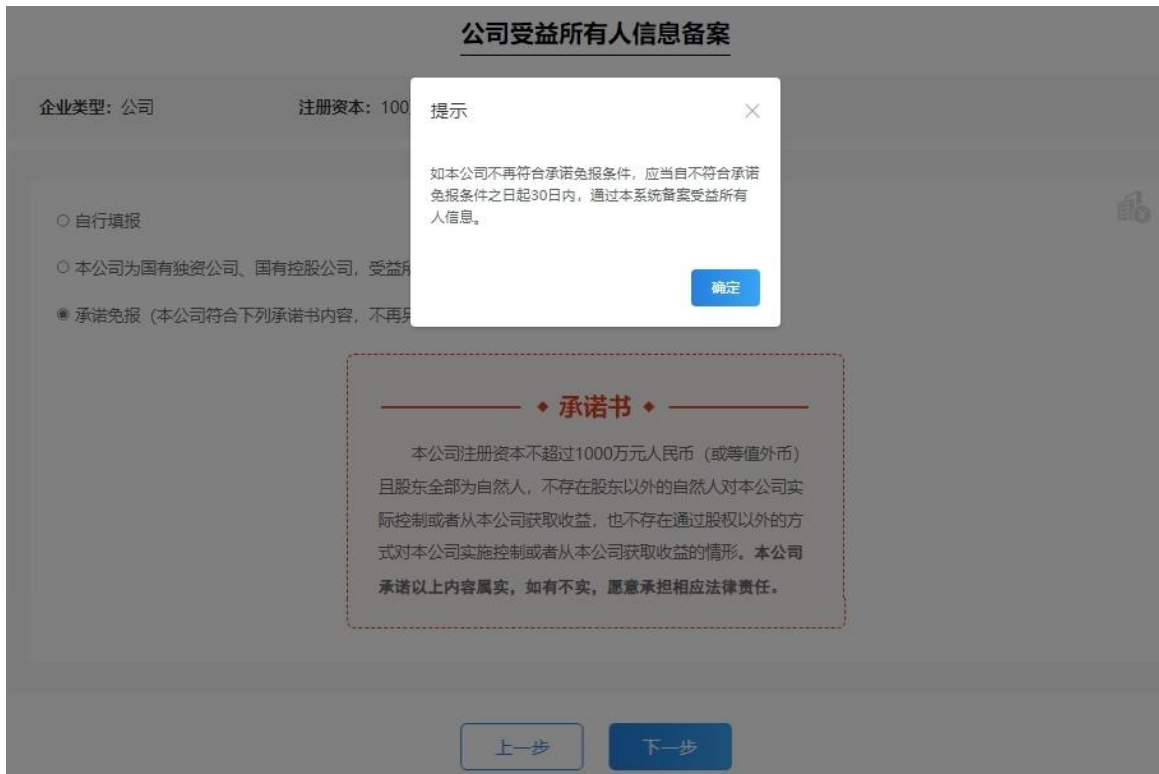 公司受益所有人信息备案
企业类型：公司
注册资本：100
提示
如本公司不再符合承诺免报条件，应当自不符合承诺
免报条件之日起30日内，通过本系统备案受益所有
人信息。
确定
自行填报
本公司为国有独资公司、国有控股公司，受益所
承诺免报（本公司符合下列承诺书内容，不再另
承诺书
本公司注册资本不超过1000万元人民币（或等值外币）
且股东全部为自然人，不存在股东以外的自然人对本公司实
际控制或者从本公司获取收益，也不存在通过股权以外的方
式对本公司实施控制或者从本公司获取收益的情形。本公司
承诺以上内容属实，如有不实，愿意承担相应法律责任。
上一步
下一步